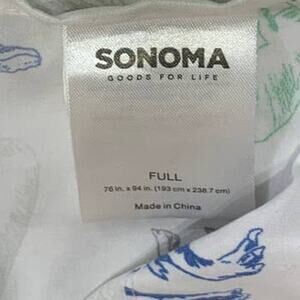 SONOMA
GOODS FOR LIFE
FULL
76 in. x 94 in. (193 cm x 238.7 cm)
Made in China